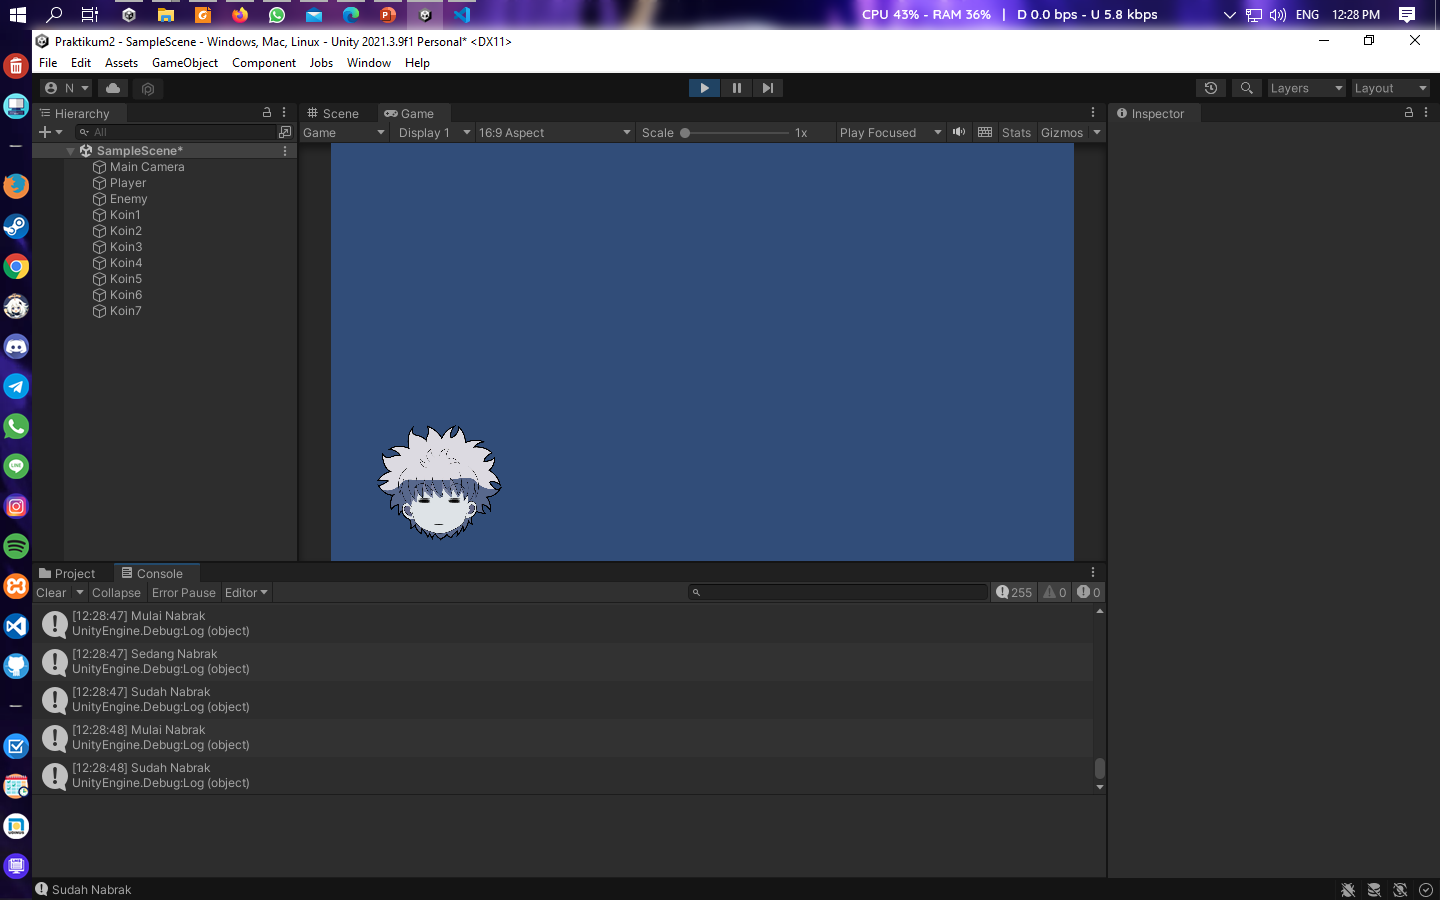 CPU 43% - RAM 36% | D 0.0 bps - U 5.8 kbps
ENG 12:28 PM
Praktikum2 - SampleScene - Windows, Mac, Linux - Unity 2021.3.9f1 Personal* <DX11>
File Edit Assets GameObject Component Jobs Window Help
N
Layers Layout
Hierarchy
Scene Game
Inspector
All
Game Display 1 16:9 Aspect Scale 1x Play Focused Stats Gizmos
SampleScene*
Main Camera
Player
Enemy
Koin1
Koin2
Koin3
Koin4
Koin5
Koin6
Koin7
Project Console
Clear Collapse Error Pause Editor
255 0 0
[12:28:47] Mulai Nabrak
UnityEngine.Debug:Log (object)
[12:28:47] Sedang Nabrak
UnityEngine.Debug:Log (object)
[12:28:47] Sudah Nabrak
UnityEngine.Debug:Log (object)
[12:28:48] Mulai Nabrak
UnityEngine.Debug:Log (object)
[12:28:48] Sudah Nabrak
UnityEngine.Debug:Log (object)
Sudah Nabrak